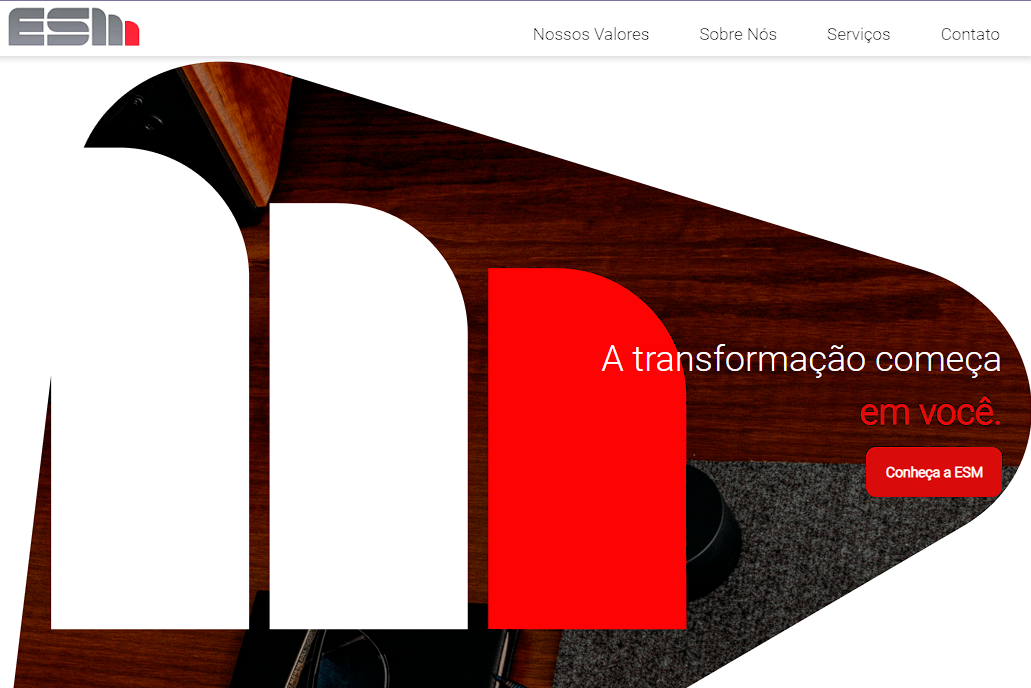 ESM
Nossos Valores
Sobre Nós
Serviços
Contato
A transformação começa
em você.
Conheça a ESM